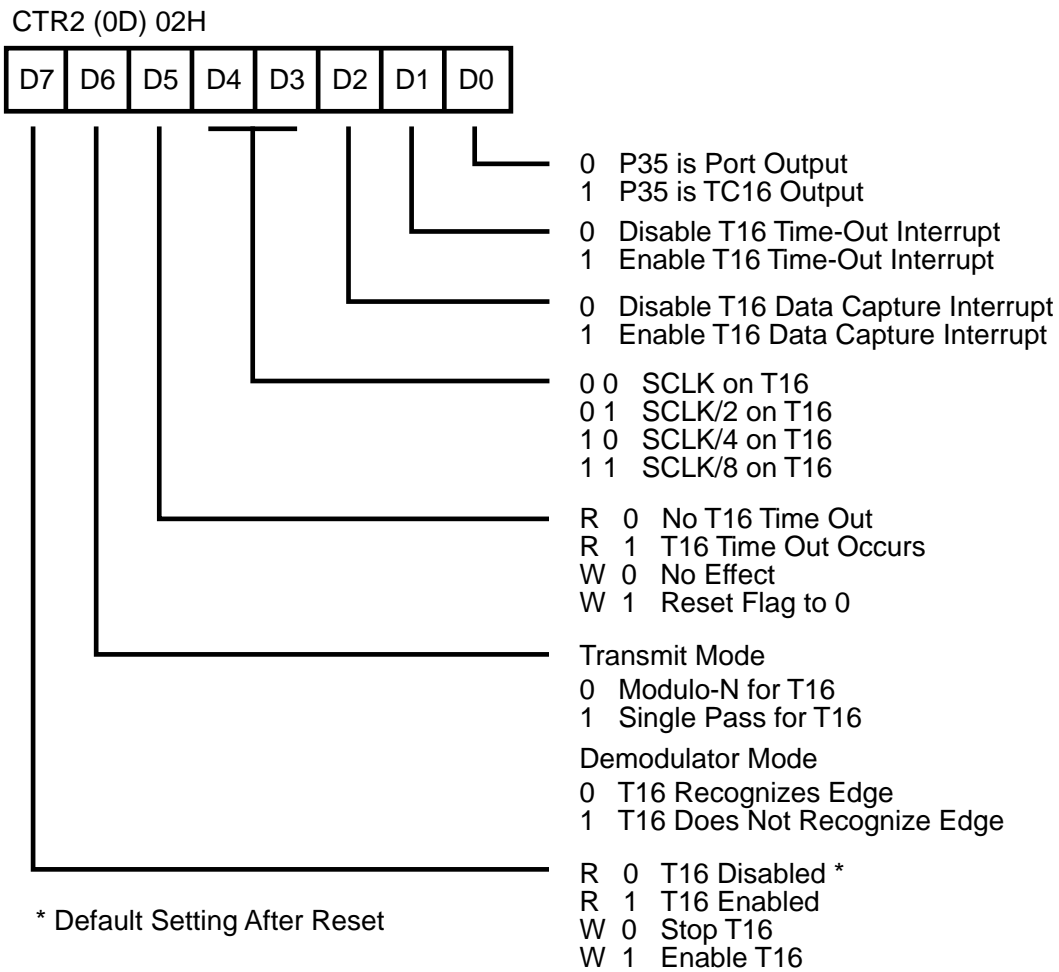 CTR2 (0D) 02H
D7 D6 D5 D4 D3 D2 D1 D0
0 P35 is Port Output
1 P35 is TC16 Output
0 Disable T16 Time-Out Interrupt
1 Enable T16 Time-Out Interrupt
0 Disable T16 Data Capture Interrupt
1 Enable T16 Data Capture Interrupt
0 0 SCLK on T16
0 1 SCLK/2 on T16
1 0 SCLK/4 on T16
1 1 SCLK/8 on T16
R 0 No T16 Time Out
R 1 T16 Time Out Occurs
W 0 No Effect
W 1 Reset Flag to 0
Transmit Mode
0 Modulo-N for T16
1 Single Pass for T16
Demodulator Mode
0 T16 Recognizes Edge
1 T16 Does Not Recognize Edge
R 0 T16 Disabled *
R 1 T16 Enabled
W 0 Stop T16
W 1 Enable T16
* Default Setting After Reset